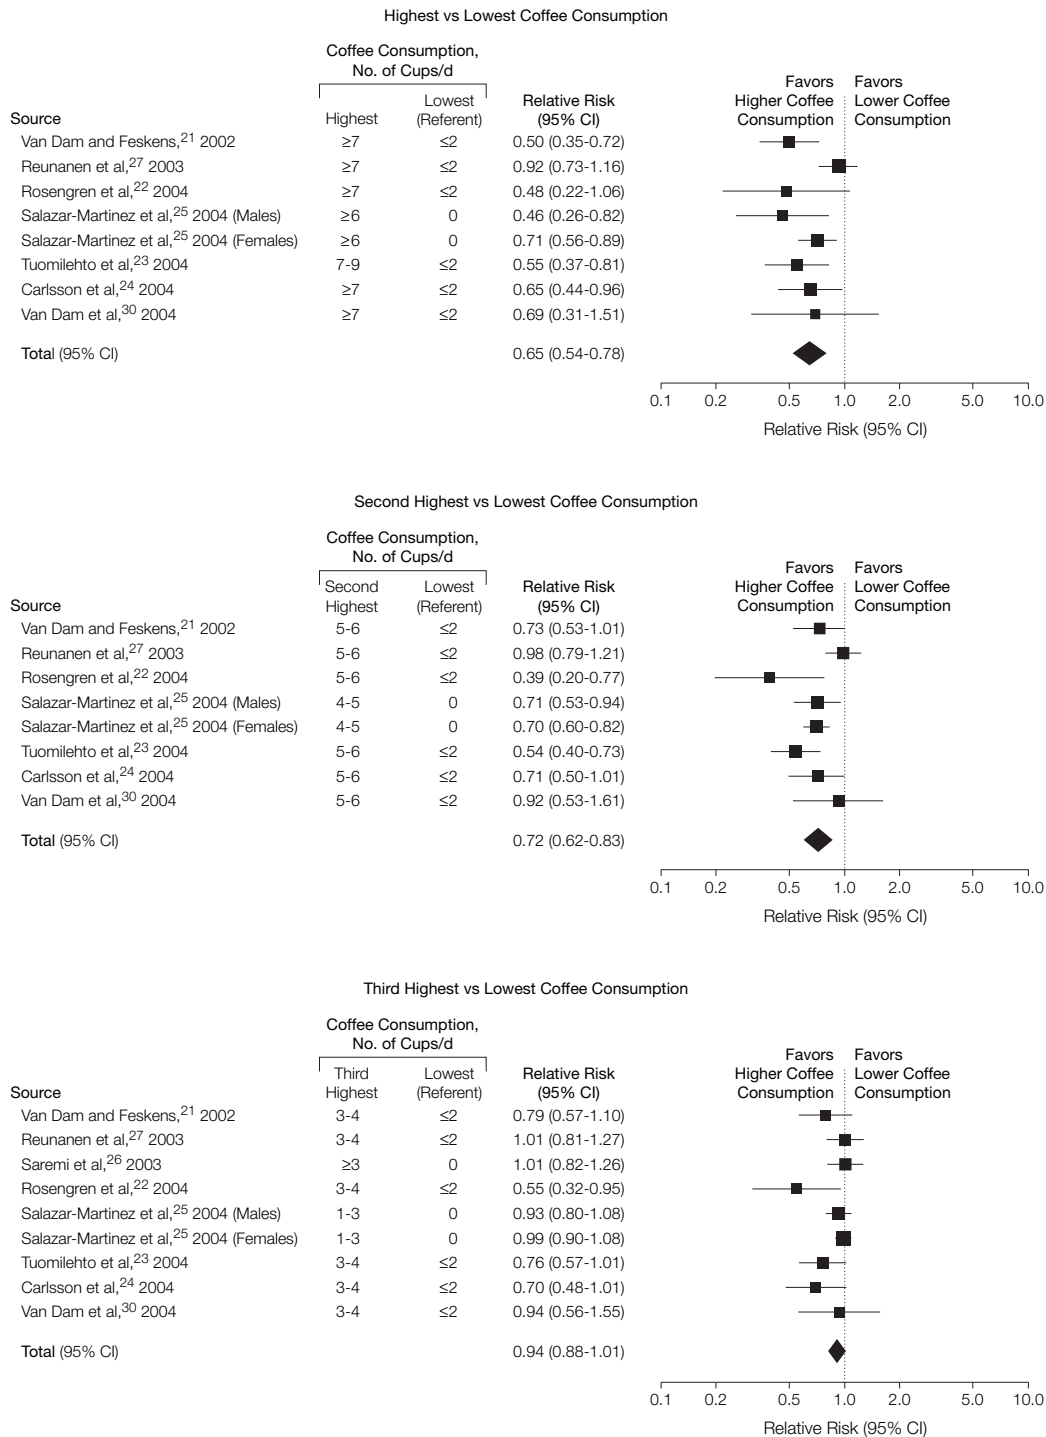 Highest vs Lowest Coffee Consumption
Coffee Consumption,
No. of Cups/d
Favors Favors
Lowest Relative Risk Higher Coffee Lower Coffee
Source Highest (Referent) (95% CI) Consumption Consumption
Van Dam and Feskens,21 2002 ≥7 ≤2 0.50 (0.35-0.72)
Reunanen et al,27 2003 ≥7 ≤2 0.92 (0.73-1.16)
Rosengren et al,22 2004 ≥7 ≤2 0.48 (0.22-1.06)
Salazar-Martinez et al,25 2004 (Males) ≥6 0 0.46 (0.26-0.82)
Salazar-Martinez et al,25 2004 (Females) ≥6 0 0.71 (0.56-0.89)
Tuomilehto et al,23 2004 7-9 ≤2 0.55 (0.37-0.81)
Carlsson et al,24 2004 ≥7 ≤2 0.65 (0.44-0.96)
Van Dam et al,30 2004 ≥7 ≤2 0.69 (0.31-1.51)
Total (95% CI) 0.65 (0.54-0.78)
0.1 0.2 0.5 1.0 2.0 5.0 10.0
Relative Risk (95% CI)
Second Highest vs Lowest Coffee Consumption
Coffee Consumption,
No. of Cups/d
Favors Favors
Second Lowest Relative Risk Higher Coffee Lower Coffee
Source Highest (Referent) (95% CI) Consumption Consumption
Van Dam and Feskens,21 2002 5-6 ≤2 0.73 (0.53-1.01)
Reunanen et al,27 2003 5-6 ≤2 0.98 (0.79-1.21)
Rosengren et al,22 2004 5-6 ≤2 0.39 (0.20-0.77)
Salazar-Martinez et al,25 2004 (Males) 4-5 0 0.71 (0.53-0.94)
Salazar-Martinez et al,25 2004 (Females) 4-5 0 0.70 (0.60-0.82)
Tuomilehto et al,23 2004 5-6 ≤2 0.54 (0.40-0.73)
Carlsson et al,24 2004 5-6 ≤2 0.71 (0.50-1.01)
Van Dam et al,30 2004 5-6 ≤2 0.92 (0.53-1.61)
Total (95% CI) 0.72 (0.62-0.83)
0.1 0.2 0.5 1.0 2.0 5.0 10.0
Relative Risk (95% CI)
Third Highest vs Lowest Coffee Consumption
Coffee Consumption,
No. of Cups/d
Favors Favors
Third Lowest Relative Risk Higher Coffee Lower Coffee
Source Highest (Referent) (95% CI) Consumption Consumption
Van Dam and Feskens,21 2002 3-4 ≤2 0.79 (0.57-1.10)
Reunanen et al,27 2003 3-4 ≤2 1.01 (0.81-1.27)
Saremi et al,26 2003 ≥3 0 1.01 (0.82-1.26)
Rosengren et al,22 2004 3-4 ≤2 0.55 (0.32-0.95)
Salazar-Martinez et al,25 2004 (Males) 1-3 0 0.93 (0.80-1.08)
Salazar-Martinez et al,25 2004 (Females) 1-3 0 0.99 (0.90-1.08)
Tuomilehto et al,23 2004 3-4 ≤2 0.76 (0.57-1.01)
Carlsson et al,24 2004 3-4 ≤2 0.70 (0.48-1.01)
Van Dam et al,30 2004 3-4 ≤2 0.94 (0.56-1.55)
Total (95% CI) 0.94 (0.88-1.01)
0.1 0.2 0.5 1.0 2.0 5.0 10.0
Relative Risk (95% CI)